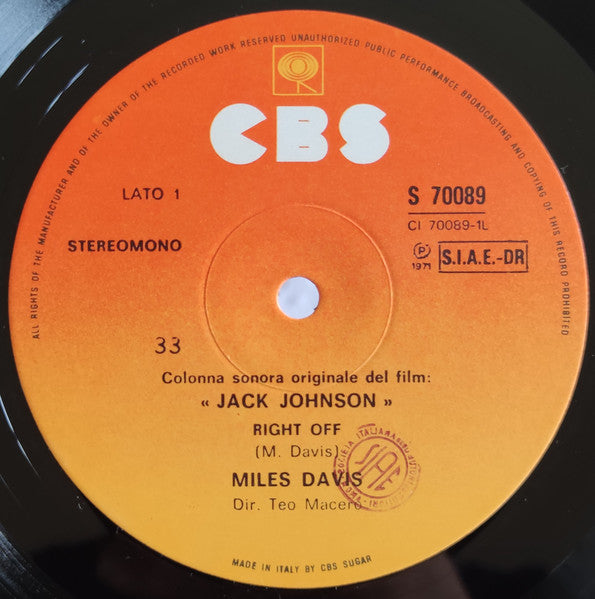 ALL RIGHTS OF THE MANUFACTURER AND OF THE OWNER OF THE RECORDED WORK RESERVED UNAUTHORIZED PUBLIC PERFORMANCE BROADCASTING AND COPYING OF THIS RECORD PROHIBITED
CBS
LATO 1
S 70089
CI 70089-1L
STEREOMONO
℗ 1971
S.I.A.E.-DR
33
Colonna sonora originale del film:
« JACK JOHNSON »
RIGHT OFF
(M. Davis)
MILES DAVIS
Dir. Teo Macero
SIAE
MADE IN ITALY BY CBS SUGAR